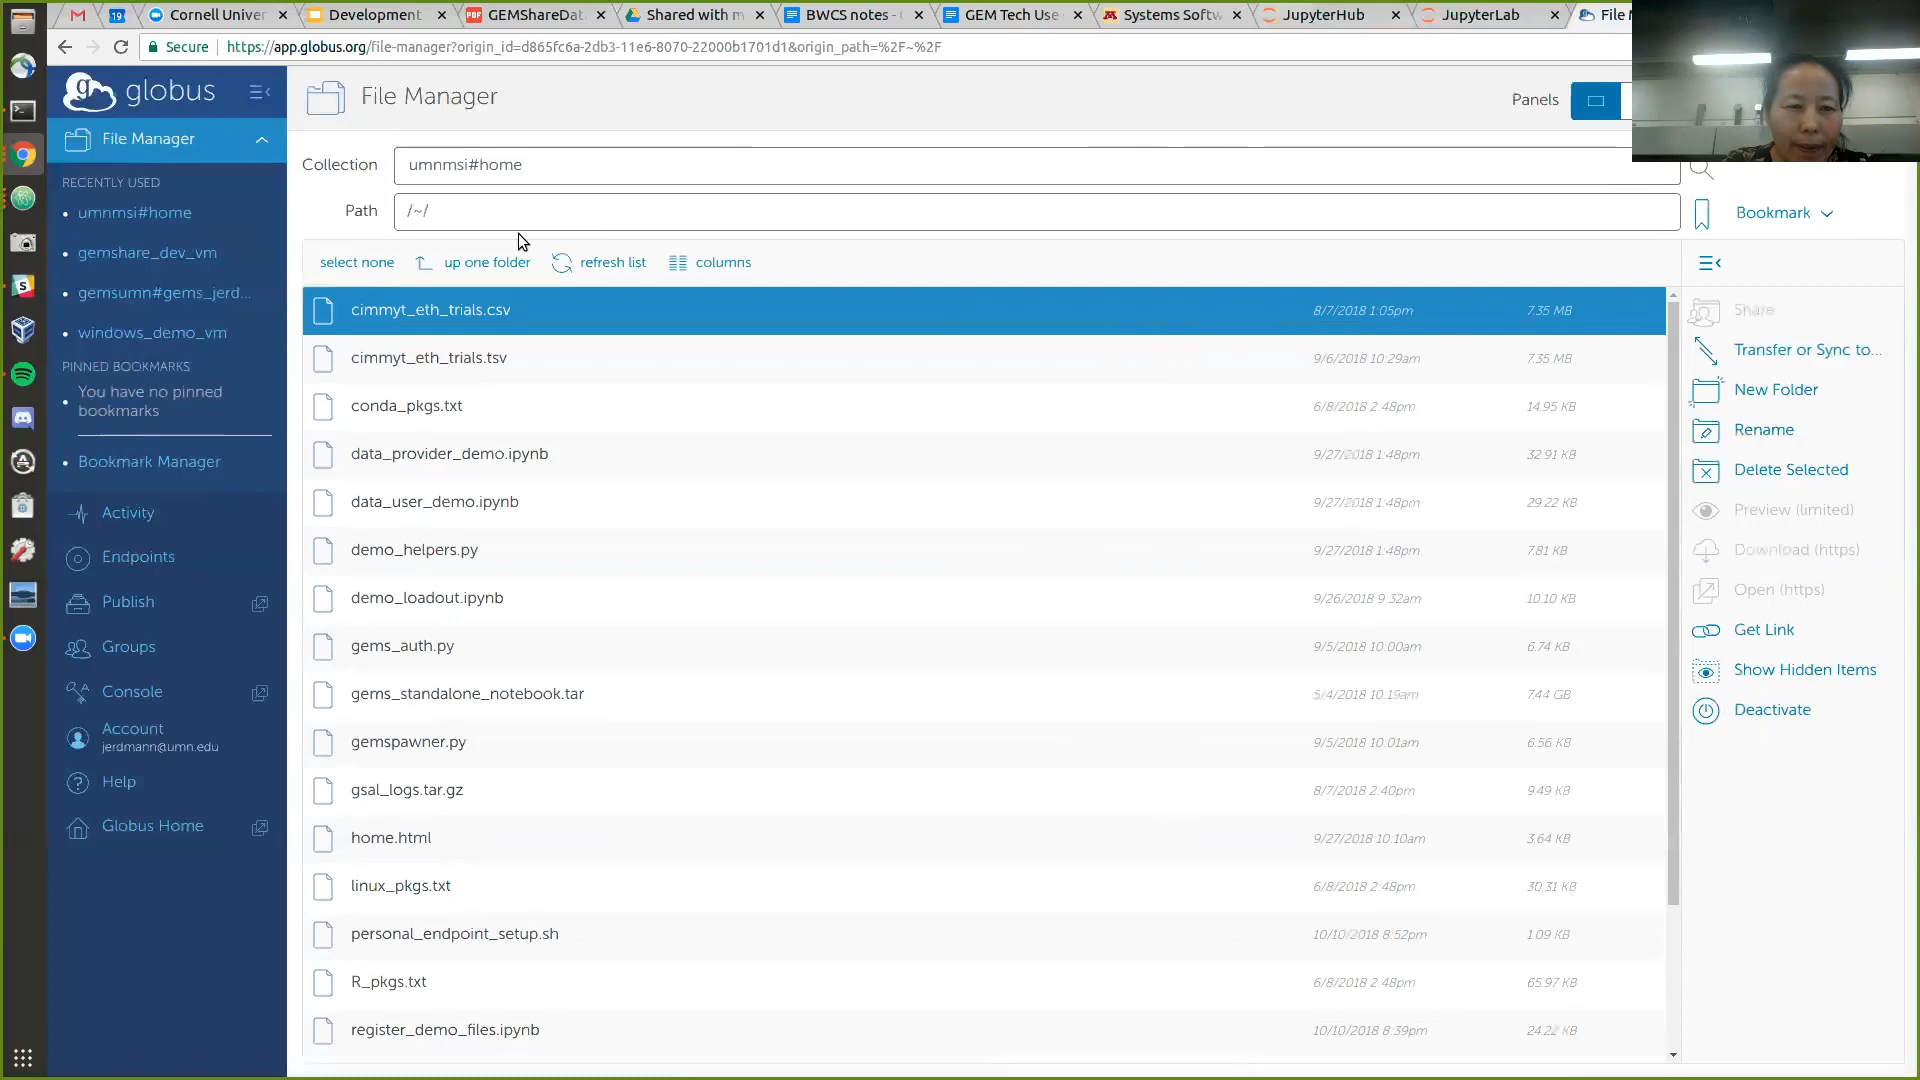 19
Cornell Univer
Development
PDF
GEMShareDat
Shared with m
BWCS notes -
GEM Tech Use
Systems Softw
JupyterHub
JupyterLab
Secure https://app.globus.org/file-manager?origin_id=d865fc6a-2db3-11e6-8070-22000b1701d1&origin_path=%2F~%2F
globus
File Manager
RECENTLY USED
umnmsi#home
gemshare_dev_vm
gemsumn#gems_jerd...
windows_demo_vm
PINNED BOOKMARKS
You have no pinned
bookmarks
Bookmark Manager
Activity
Endpoints
Publish
Groups
Console
Account
jerdmann@umn.edu
Help
Globus Home
File Manager
Panels
Collection umnmsi#home
Path /~/
Bookmark
select none up one folder refresh list columns
cimmyt_eth_trials.csv 8/7/2018 1:05pm 7.35 MB
cimmyt_eth_trials.tsv 9/6/2018 10:29am 7.35 MB
conda_pkgs.txt 6/8/2018 2:48pm 14.95 KB
data_provider_demo.ipynb 9/27/2018 1:48pm 32.91 KB
data_user_demo.ipynb 9/27/2018 1:48pm 29.22 KB
demo_helpers.py 9/27/2018 1:48pm 7.81 KB
demo_loadout.ipynb 9/26/2018 9:32am 10.10 KB
gems_auth.py 9/5/2018 10:00am 6.74 KB
gems_standalone_notebook.tar 5/4/2018 10:19am 7.44 GB
gemspawner.py 9/5/2018 10:01am 6.56 KB
gsal_logs.tar.gz 8/7/2018 2:40pm 9.49 KB
home.html 9/27/2018 10:10am 3.64 KB
linux_pkgs.txt 6/8/2018 2:48pm 30.31 KB
personal_endpoint_setup.sh 10/10/2018 8:52pm 1.09 KB
R_pkgs.txt 6/8/2018 2:48pm 65.97 KB
register_demo_files.ipynb 10/10/2018 8:39pm 24.22 KB
Share
Transfer or Sync to...
New Folder
Rename
Delete Selected
Preview (limited)
Download (https)
Open (https)
Get Link
Show Hidden Items
Deactivate